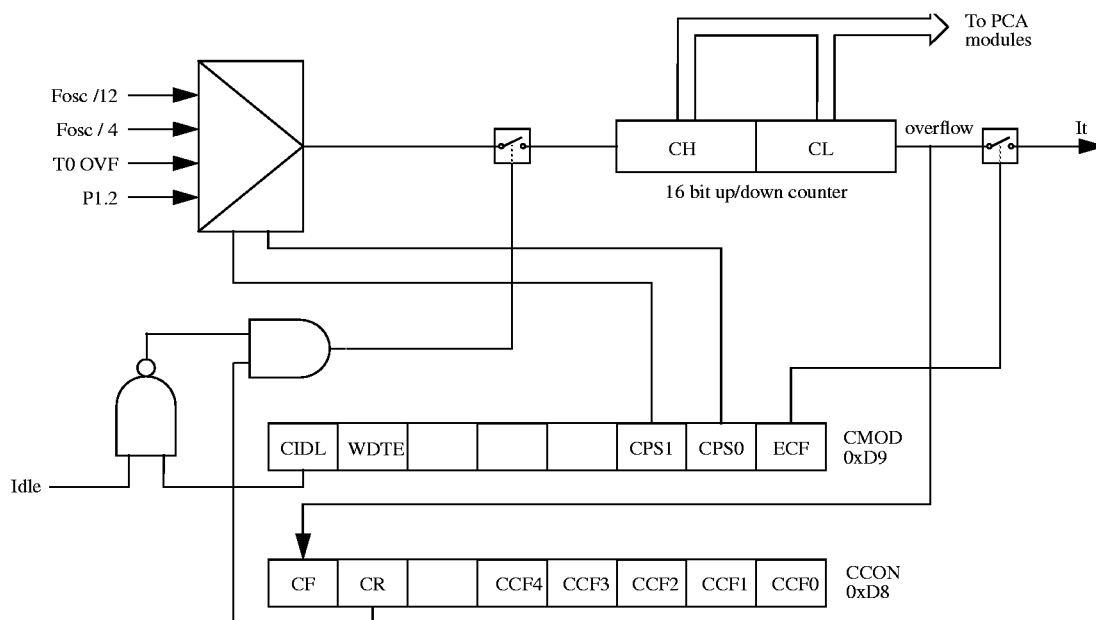 To PCA
modules
Fosc /12
Fosc / 4
T0 OVF
P1.2
CH
CL
overflow
It
16 bit up/down counter
CIDL
WDTE
CPS1
CPS0
ECF
CMOD
0xD9
Idle
CF
CR
CCF4
CCF3
CCF2
CCF1
CCF0
CCON
0xD8